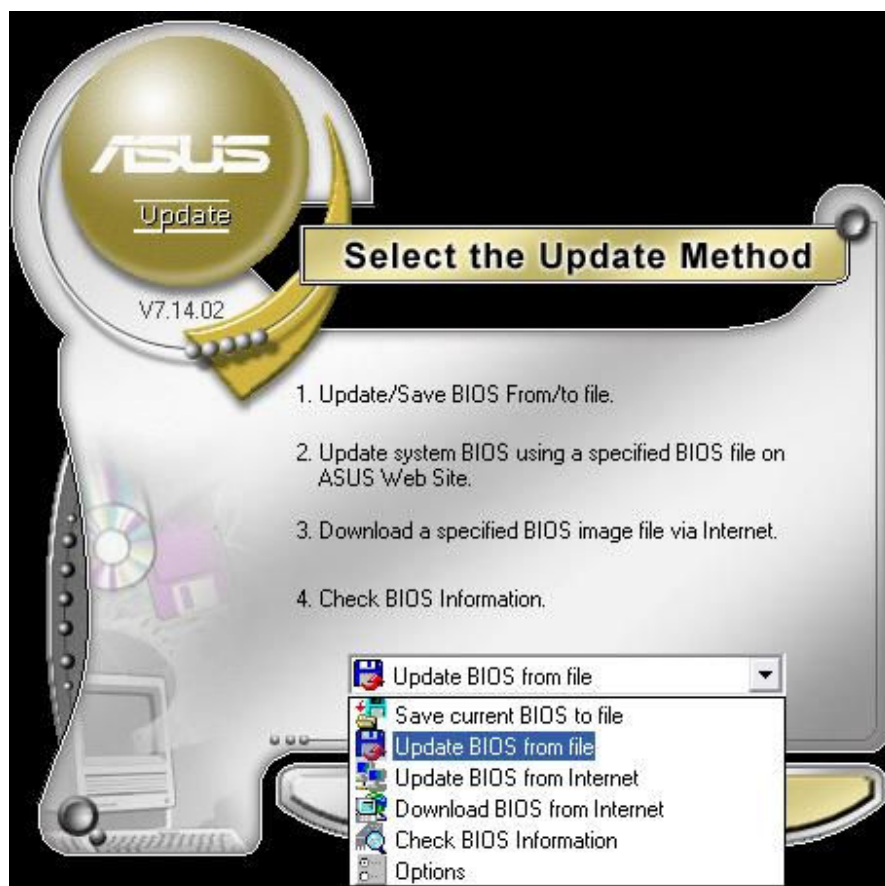 ASUS
Update
Select the Update Method
V7.14.02
1. Update/Save BIOS From/to file.
2. Update system BIOS using a specified BIOS file on
ASUS Web Site.
3. Download a specified BIOS image file via Internet.
4. Check BIOS Information.
Update BIOS from file
Save current BIOS to file
Update BIOS from file
Update BIOS from Internet
Download BIOS from Internet
Check BIOS Information
Options